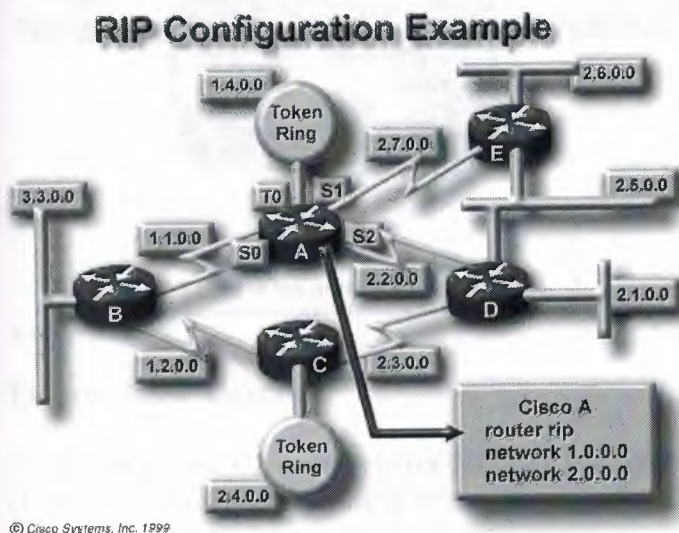 RIP Configuration Example
1.4.0.0
Token
Ring
2.6.0.0
E
2.7.0.0
3.3.0.0
T0
S1
2.5.0.0
1.1.0.0
S0
A
S2
2.2.0.0
B
D
2.1.0.0
1.2.0.0
C
2.3.0.0
Token
Ring
2.4.0.0
Cisco A
router rip
network 1.0.0.0
network 2.0.0.0
© Cisco Systems, Inc. 1999